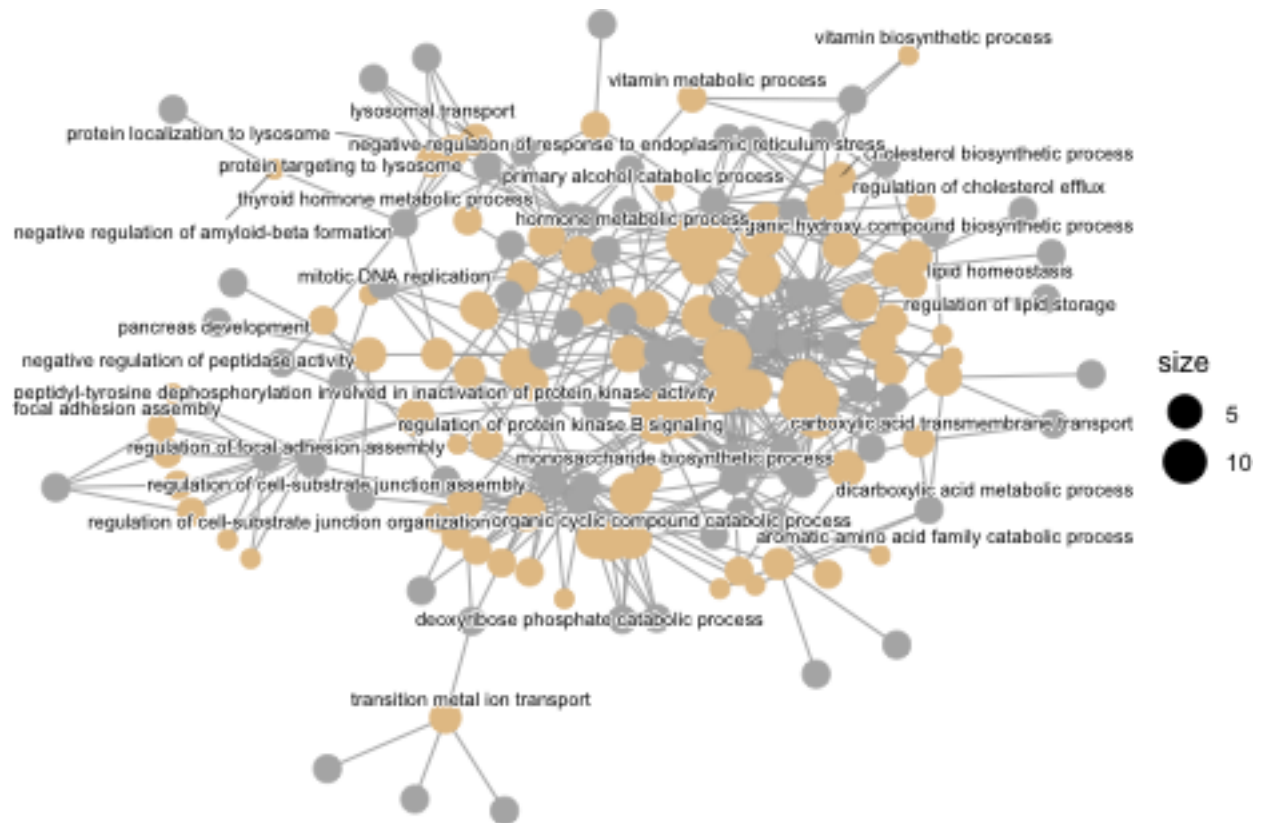 vitamin biosynthetic process
vitamin metabolic process
lysosomal transport
protein localization to lysosome
negative regulation of response to endoplasmic reticulum stress
cholesterol biosynthetic process
protein targeting to lysosome
primary alcohol catabolic process
regulation of cholesterol efflux
thyroid hormone metabolic process
hormone metabolic process
organic hydroxy compound biosynthetic process
negative regulation of amyloid-beta formation
lipid homeostasis
mitotic DNA replication
regulation of lipid storage
pancreas development
negative regulation of peptidase activity
size
peptidyl-tyrosine dephosphorylation involved in inactivation of protein kinase activity
focal adhesion assembly
5
regulation of protein kinase B signaling
carboxylic acid transmembrane transport
regulation of focal adhesion assembly
monosaccharide biosynthetic process
10
regulation of cell-substrate junction assembly
dicarboxylic acid metabolic process
regulation of cell-substrate junction organization
organic cyclic compound catabolic process
aromatic amino acid family catabolic process
deoxyribose phosphate catabolic process
transition metal ion transport